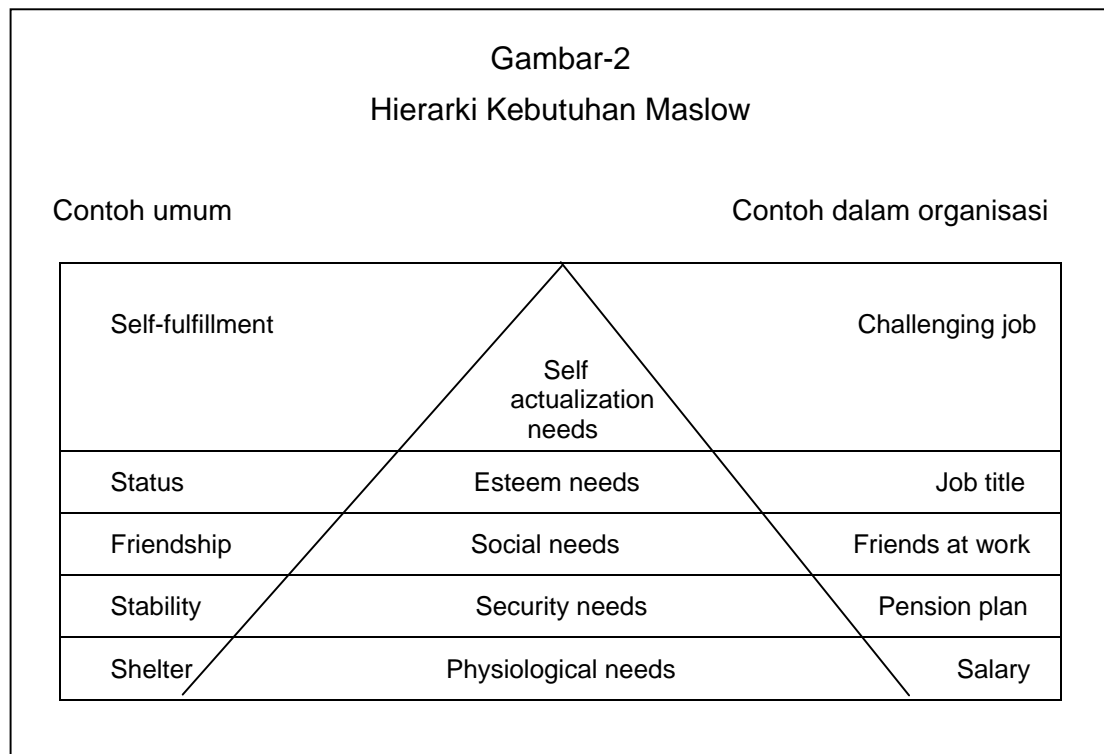 Gambar-2
Hierarki Kebutuhan Maslow
Contoh umum Contoh dalam organisasi
Self-fulfillment Challenging job
Self
actualization
needs
Status Esteem needs Job title
Friendship Social needs Friends at work
Stability Security needs Pension plan
Shelter Physiological needs Salary